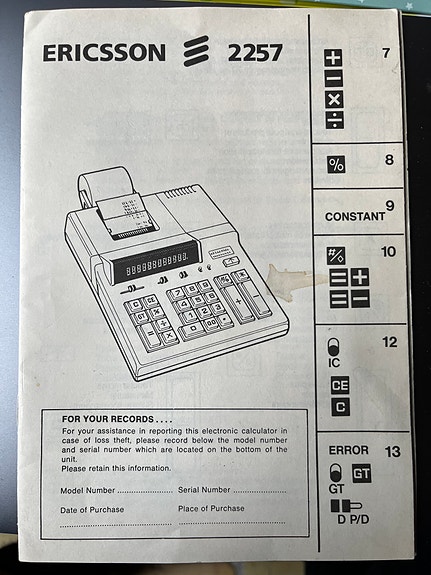 ERICSSON 2257
7
+
−
×
÷
% 8
9
CONSTANT
#/% 10
= +
= −
12
IC
CE
C
ERROR 13
GT
GT
D P/D
FOR YOUR RECORDS . . . .
For your assistance in reporting this electronic calculator in
case of loss theft, please record below the model number
and serial number which are located on the bottom of the
unit.
Please retain this information.
Model Number .................. Serial Number ..................
Date of Purchase Place of Purchase